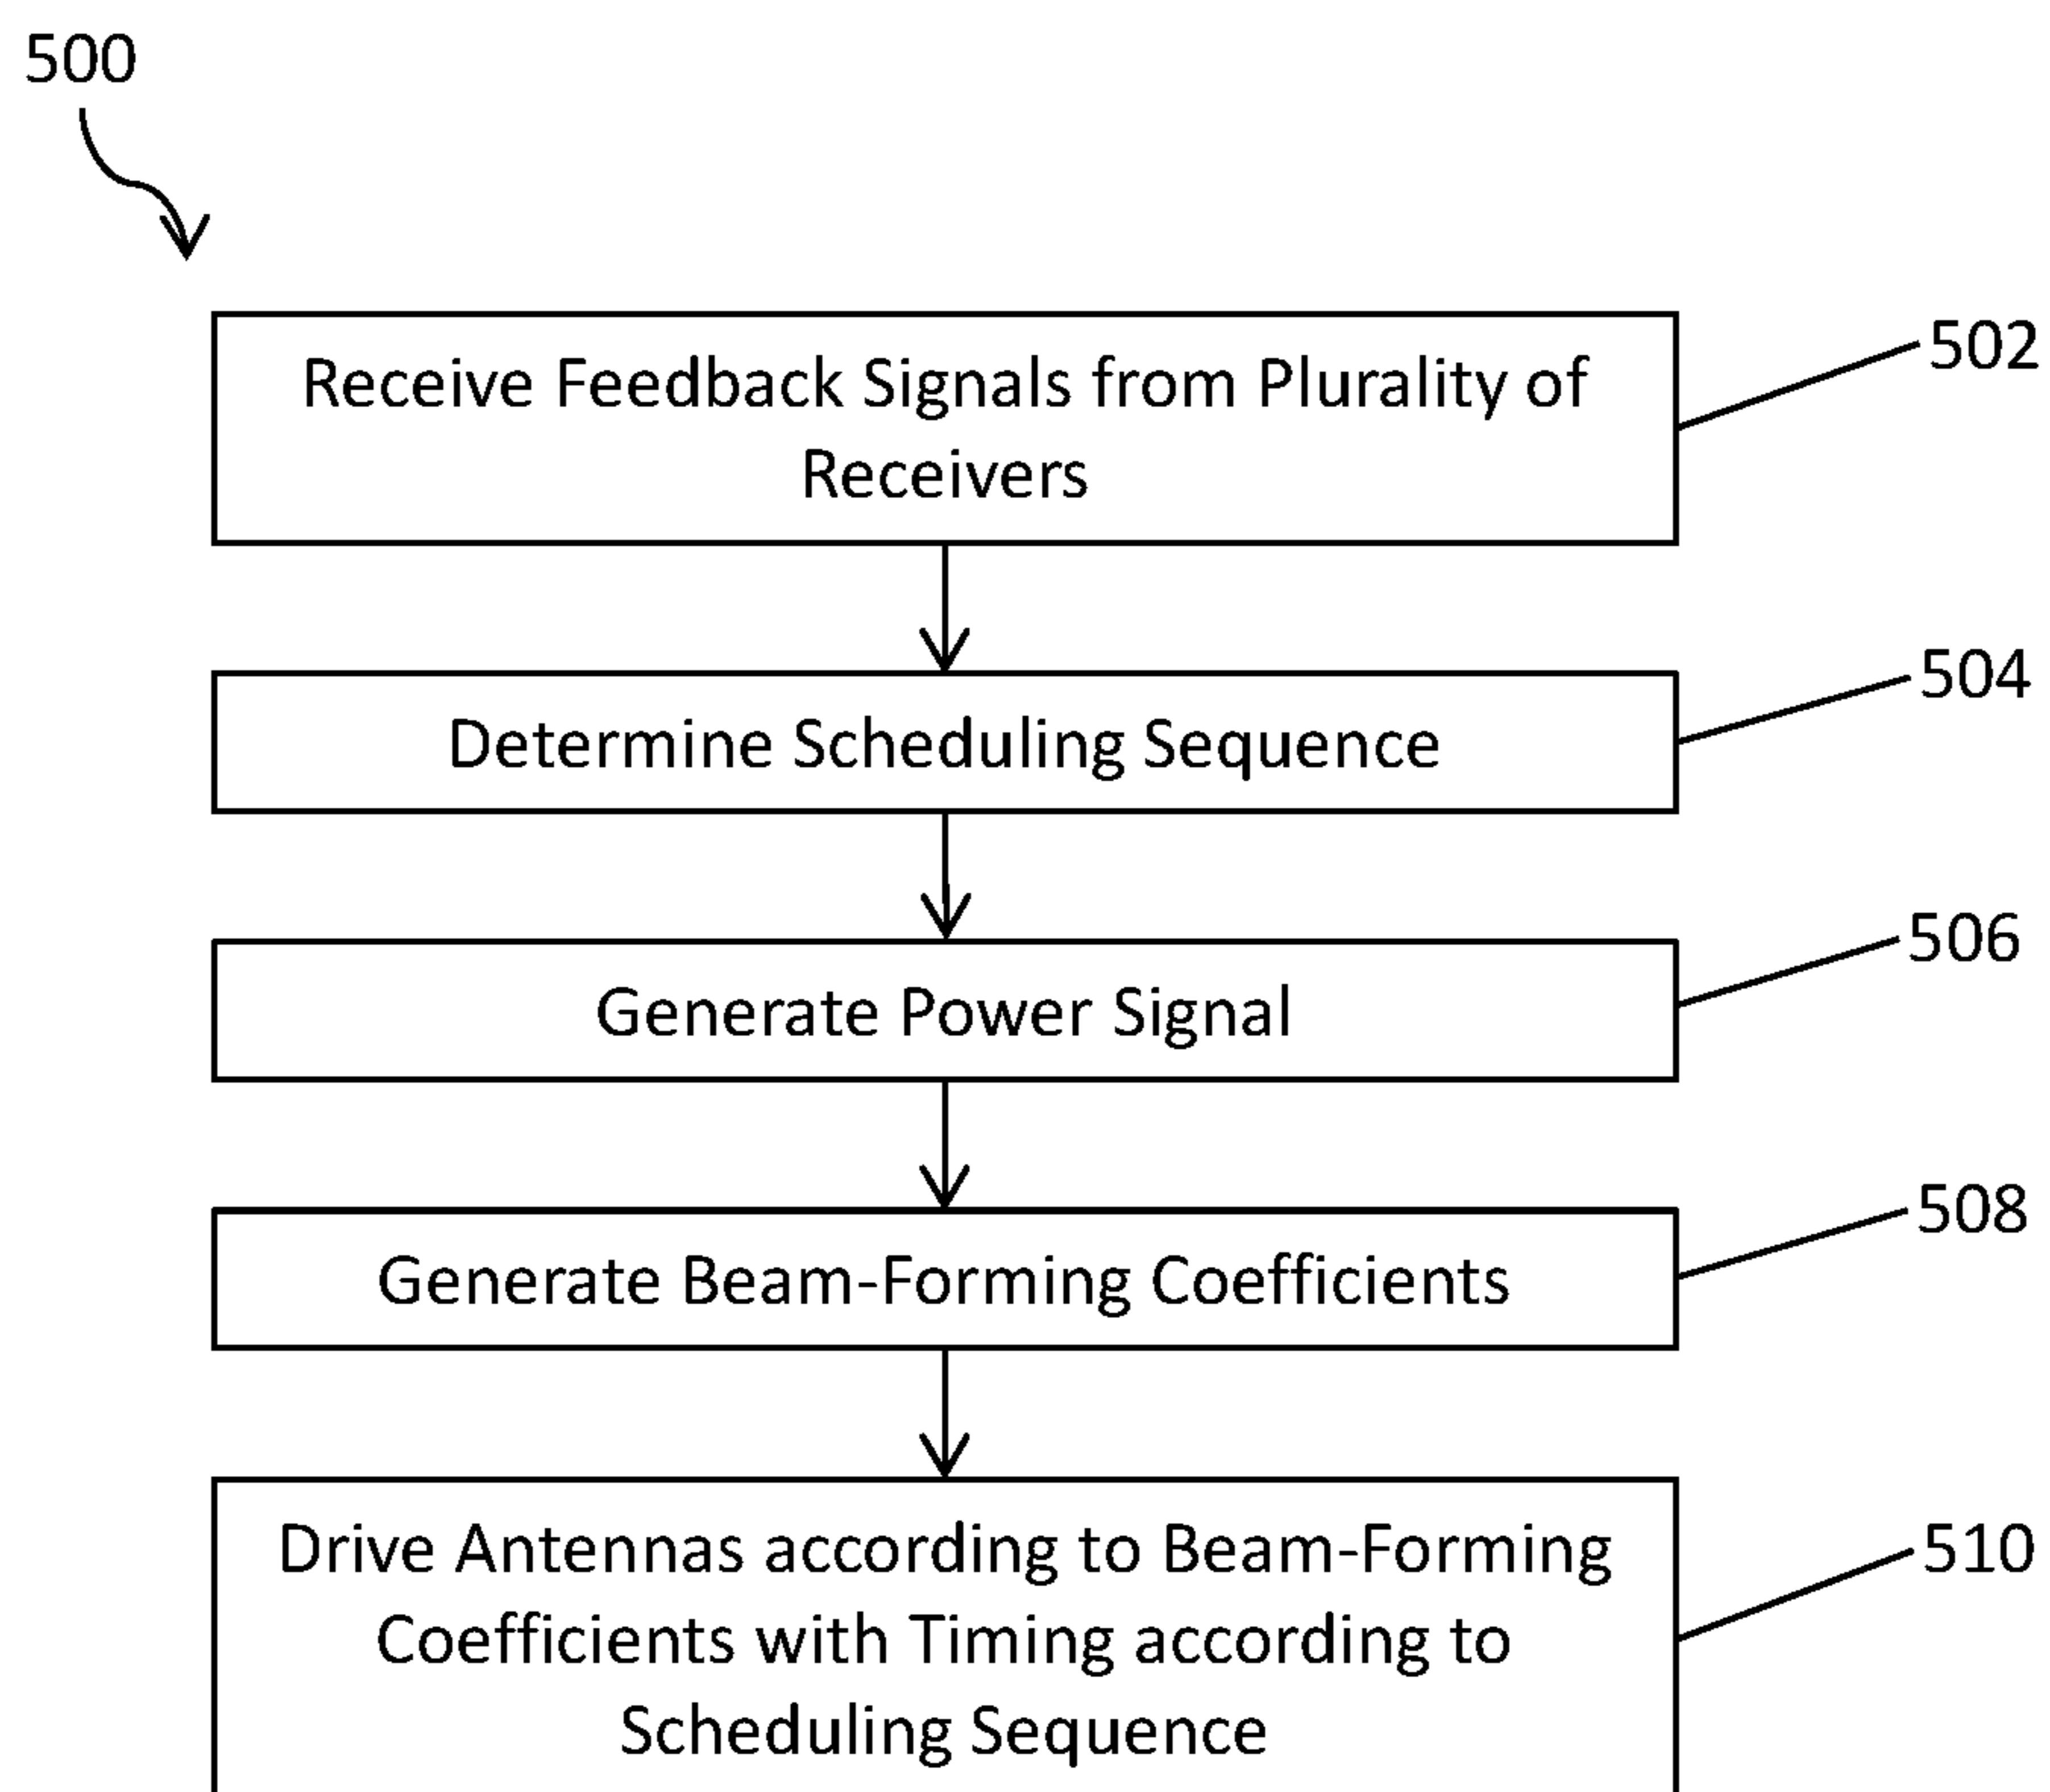 500
Receive Feedback Signals from Plurality of
Receivers
502
Determine Scheduling Sequence
504
Generate Power Signal
506
Generate Beam-Forming Coefficients
508
Drive Antennas according to Beam-Forming
Coefficients with Timing according to
Scheduling Sequence
510